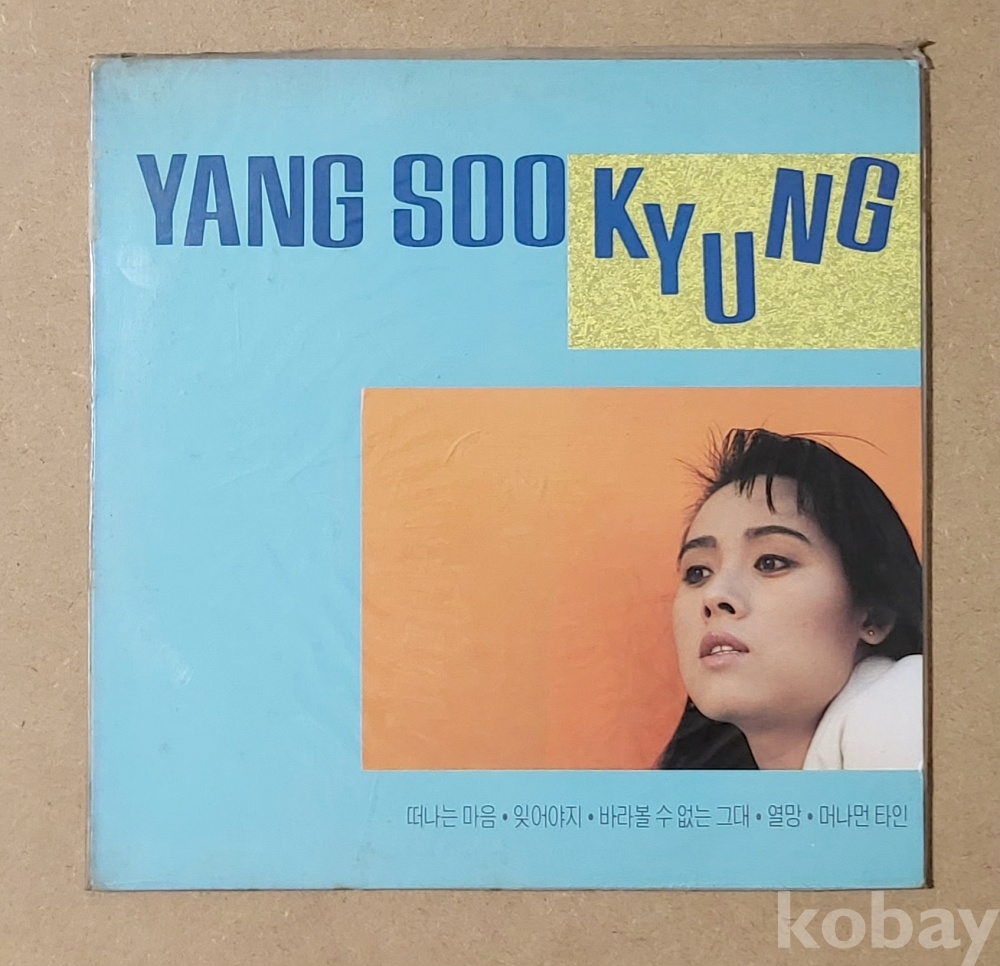 YANG SOO KYUNG
떠나는 마음 • 잊어야지 • 바라볼 수 없는 그대 • 열망 • 머나먼 타인
kobay